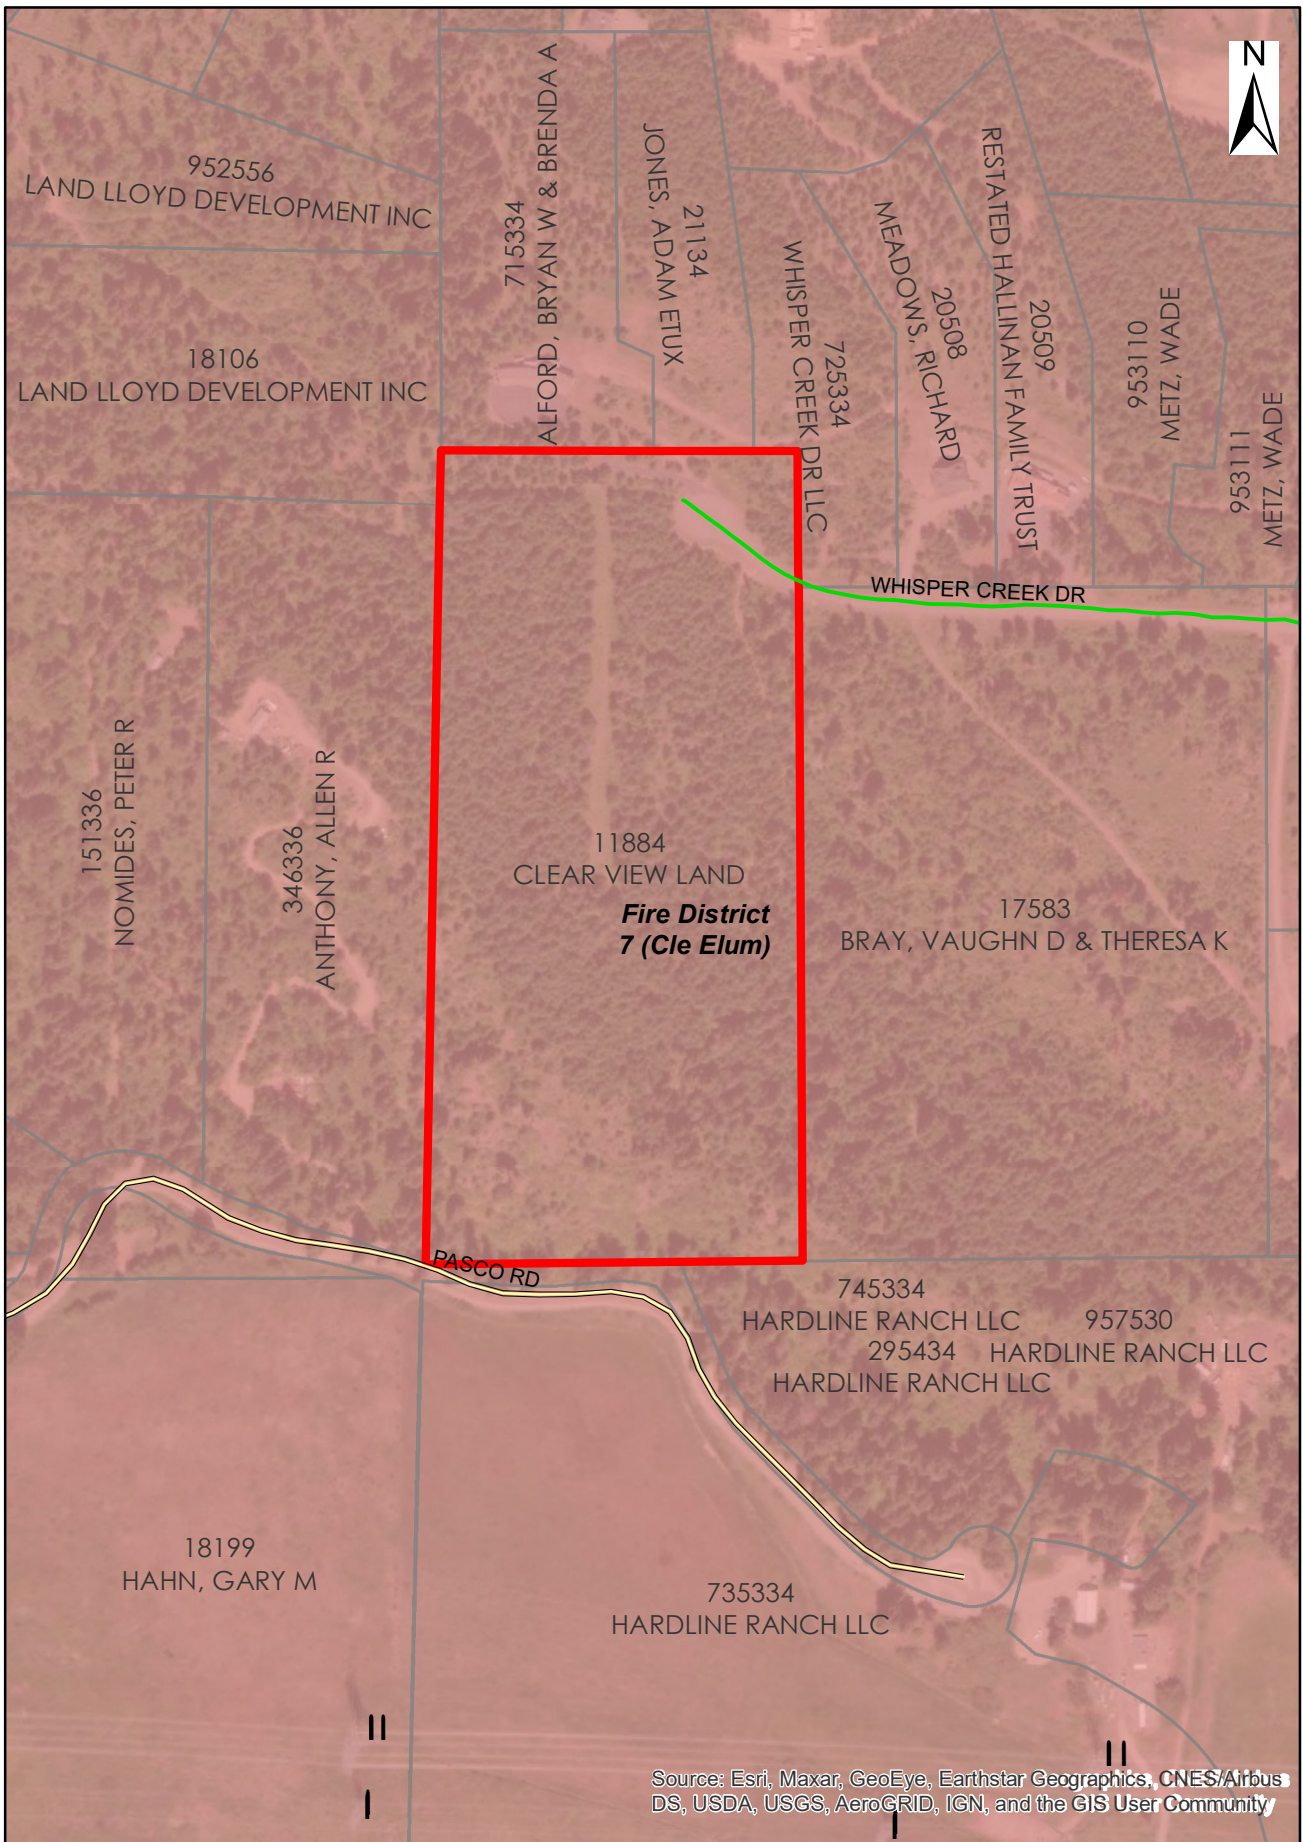 N
952556
LAND LLOYD DEVELOPMENT INC
715334
ALFORD, BRYAN W & BRENDA A
21134
JONES, ADAM ETUX
725334
WHISPER CREEK DR LLC
20508
MEADOWS, RICHARD
20509
RESTATED HALLINAN FAMILY TRUST
953110
METZ, WADE
953111
METZ, WADE
18106
LAND LLOYD DEVELOPMENT INC
WHISPER CREEK DR
151336
NOMIDES, PETER R
346336
ANTHONY, ALLEN R
11884
CLEAR VIEW LAND
Fire District
7 (Cle Elum)
17583
BRAY, VAUGHN D & THERESA K
PASCO RD
745334
HARDLINE RANCH LLC
957530
HARDLINE RANCH LLC
295434
HARDLINE RANCH LLC
18199
HAHN, GARY M
735334
HARDLINE RANCH LLC
Source: Esri, Maxar, GeoEye, Earthstar Geographics, CNES/Airbus
DS, USDA, USGS, AeroGRID, IGN, and the GIS User Community